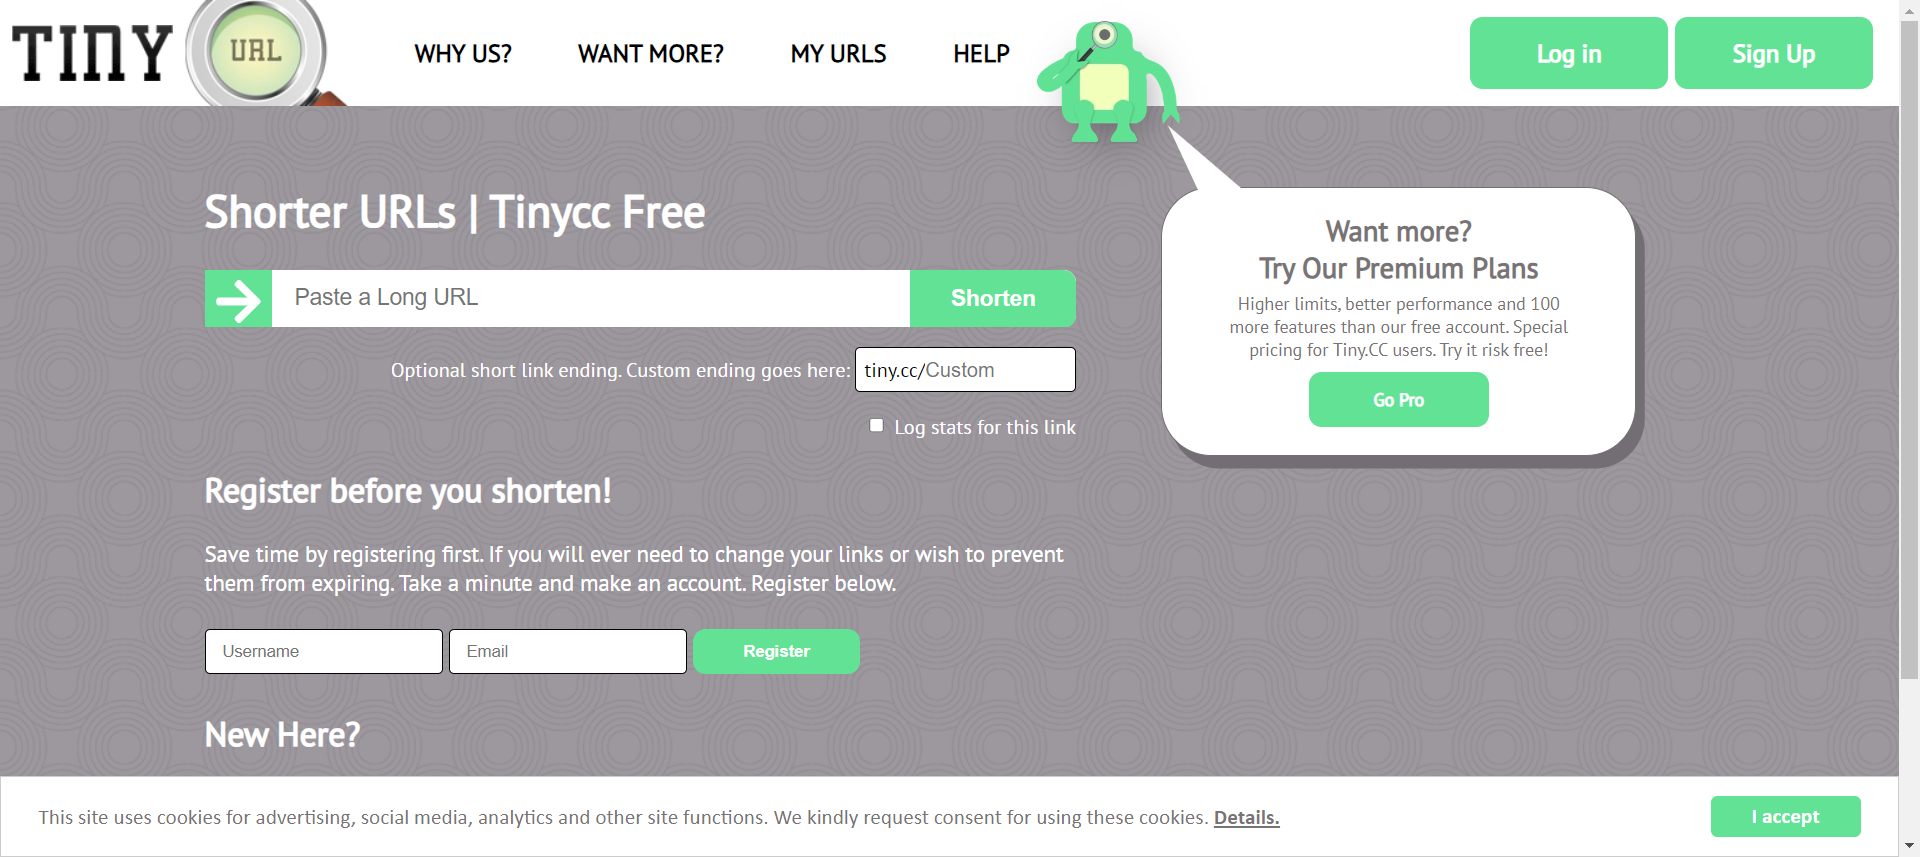 TINY URL
WHY US? WANT MORE? MY URLS HELP
Log in Sign Up
Shorter URLs | Tinycc Free
Paste a Long URL Shorten
Optional short link ending. Custom ending goes here: tiny.cc/Custom
Log stats for this link
Want more?
Try Our Premium Plans
Higher limits, better performance and 100
more features than our free account. Special
pricing for Tiny.CC users. Try it risk free!
Go Pro
Register before you shorten!
Save time by registering first. If you will ever need to change your links or wish to prevent
them from expiring. Take a minute and make an account. Register below.
Username Email Register
New Here?
This site uses cookies for advertising, social media, analytics and other site functions. We kindly request consent for using these cookies. Details.
I accept